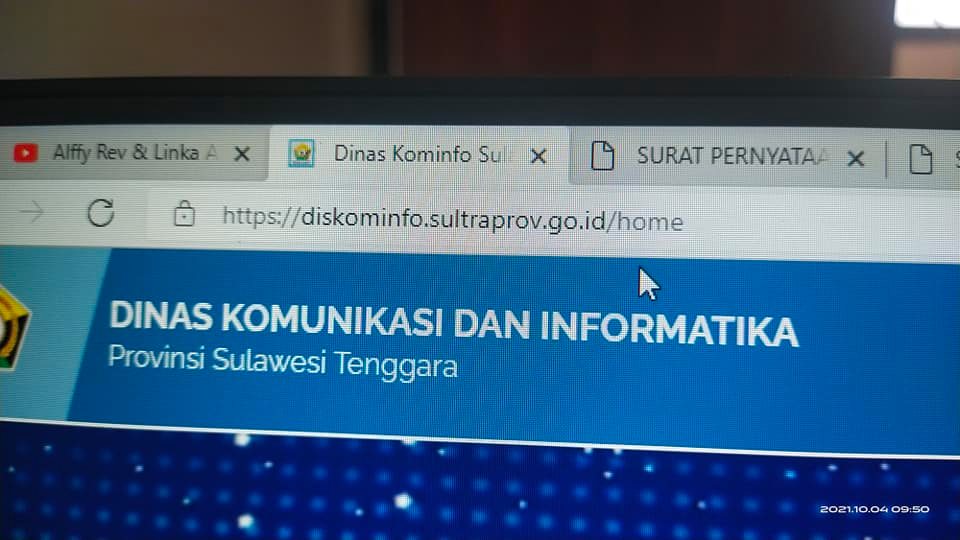 Alffy Rev & Linka A
Dinas Kominfo Sul
SURAT PERNYATAA
https://diskominfo.sultraprov.go.id/home
DINAS KOMUNIKASI DAN INFORMATIKA
Provinsi Sulawesi Tenggara
2021.10.04 09:50